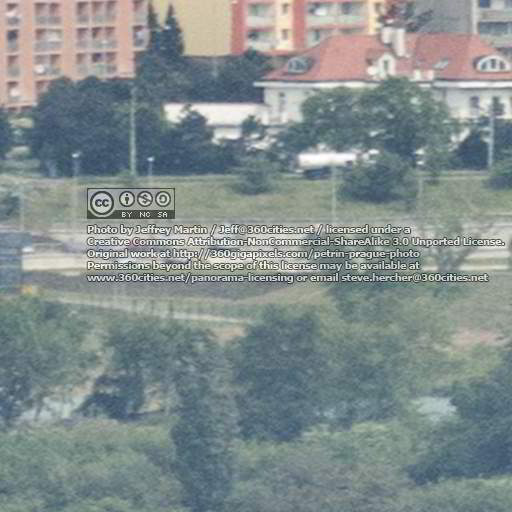 cc BY NC SA
Photo by Jeffrey Martin / Jeff@360cities.net / licensed under a
Creative Commons Attribution-NonCommercial-ShareAlike 3.0 Unported License.
Original work at http://360gigapixels.com/petrin-prague-photo
Permissions beyond the scope of this license may be available at
www.360cities.net/panorama-licensing or email steve.hercher@360cities.net